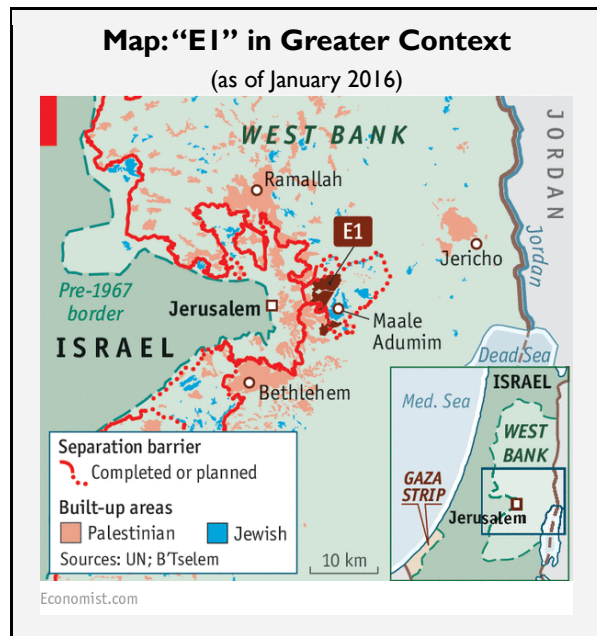 Map: “E1” in Greater Context
(as of January 2016)
WEST BANK
JORDAN
Ramallah
E1
Jericho
Jordan
Pre-1967
border
Jerusalem
Maale
Adumim
ISRAEL
Dead Sea
Bethlehem
ISRAEL
Med. Sea
WEST
BANK
GAZA
STRIP
Jerusalem
Separation barrier
Completed or planned
Built-up areas
Palestinian
Jewish
Sources: UN; B’Tselem
10 km
Economist.com